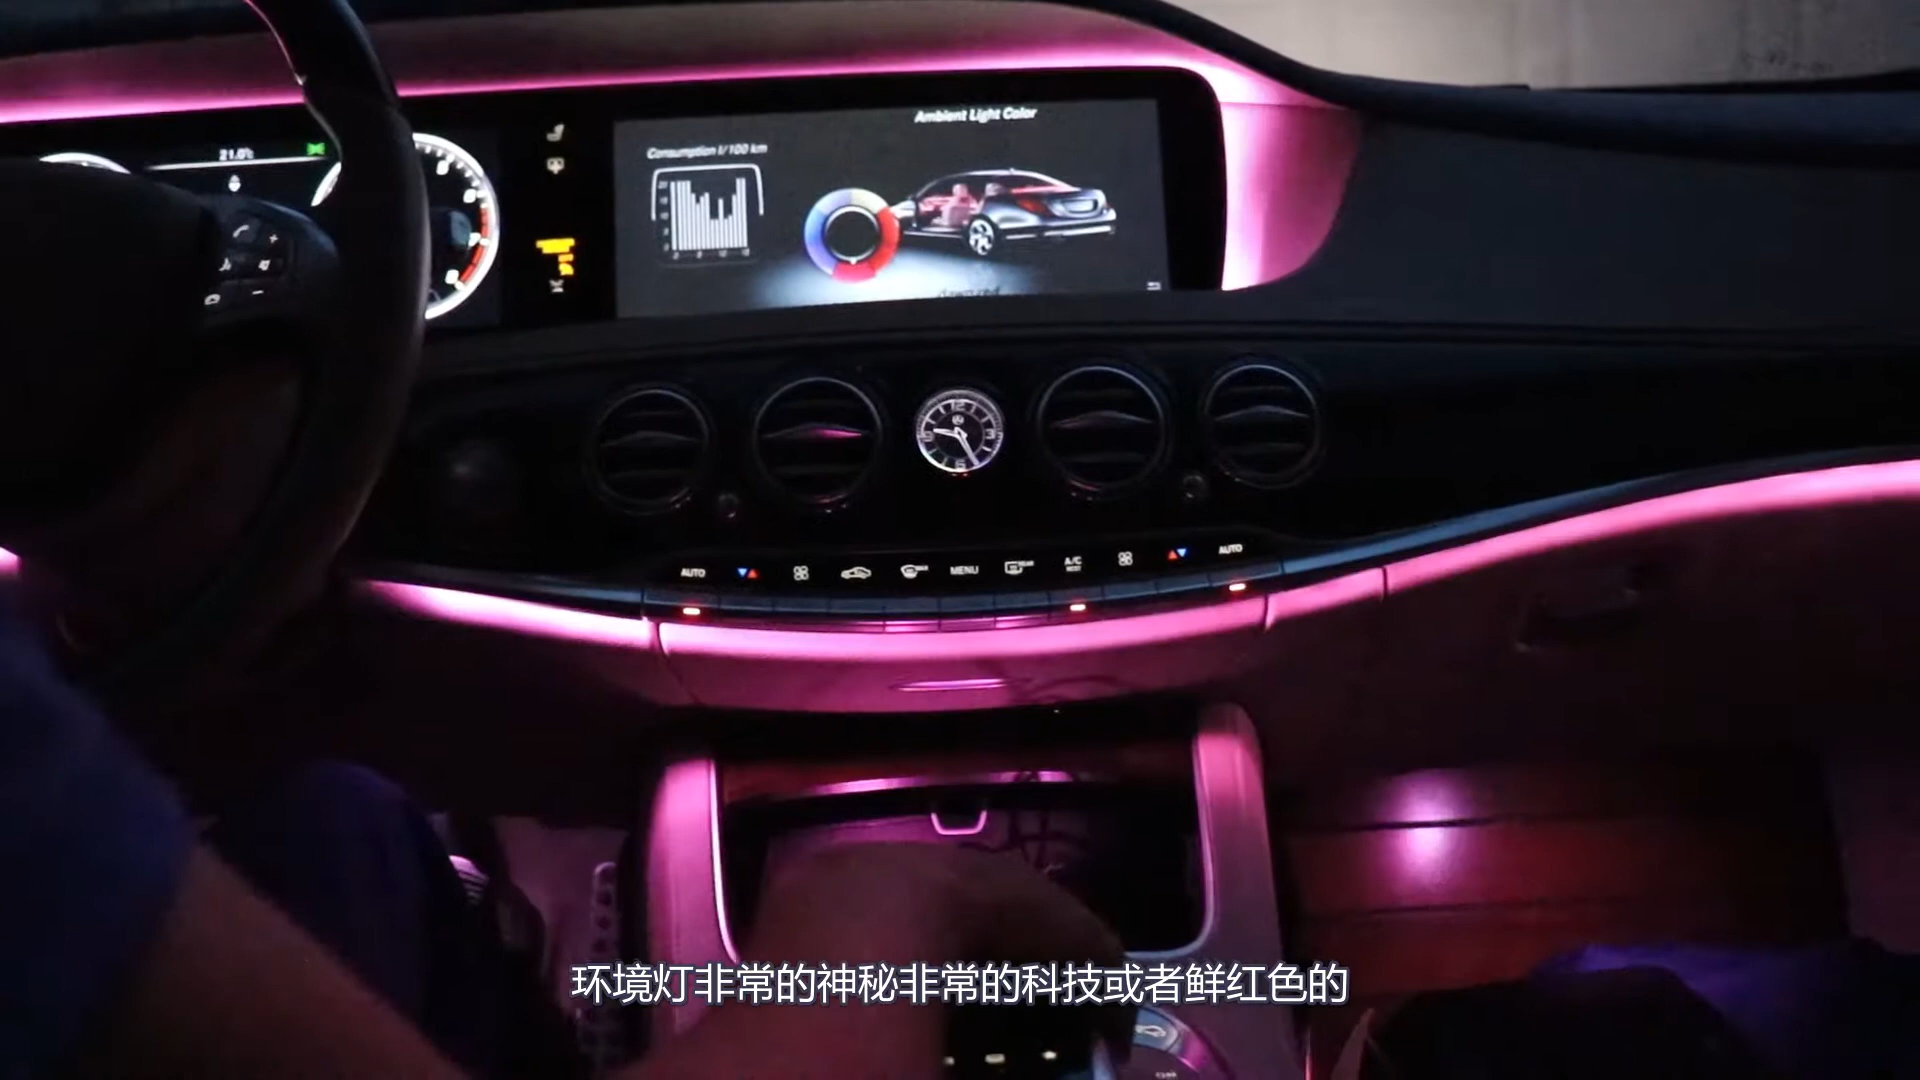 Ambient Light Color
21.0°c
Consumption l/100 km
AUTO
MENU
A/C
REST
AUTO
环境灯非常的神秘非常的科技或者鲜红色的